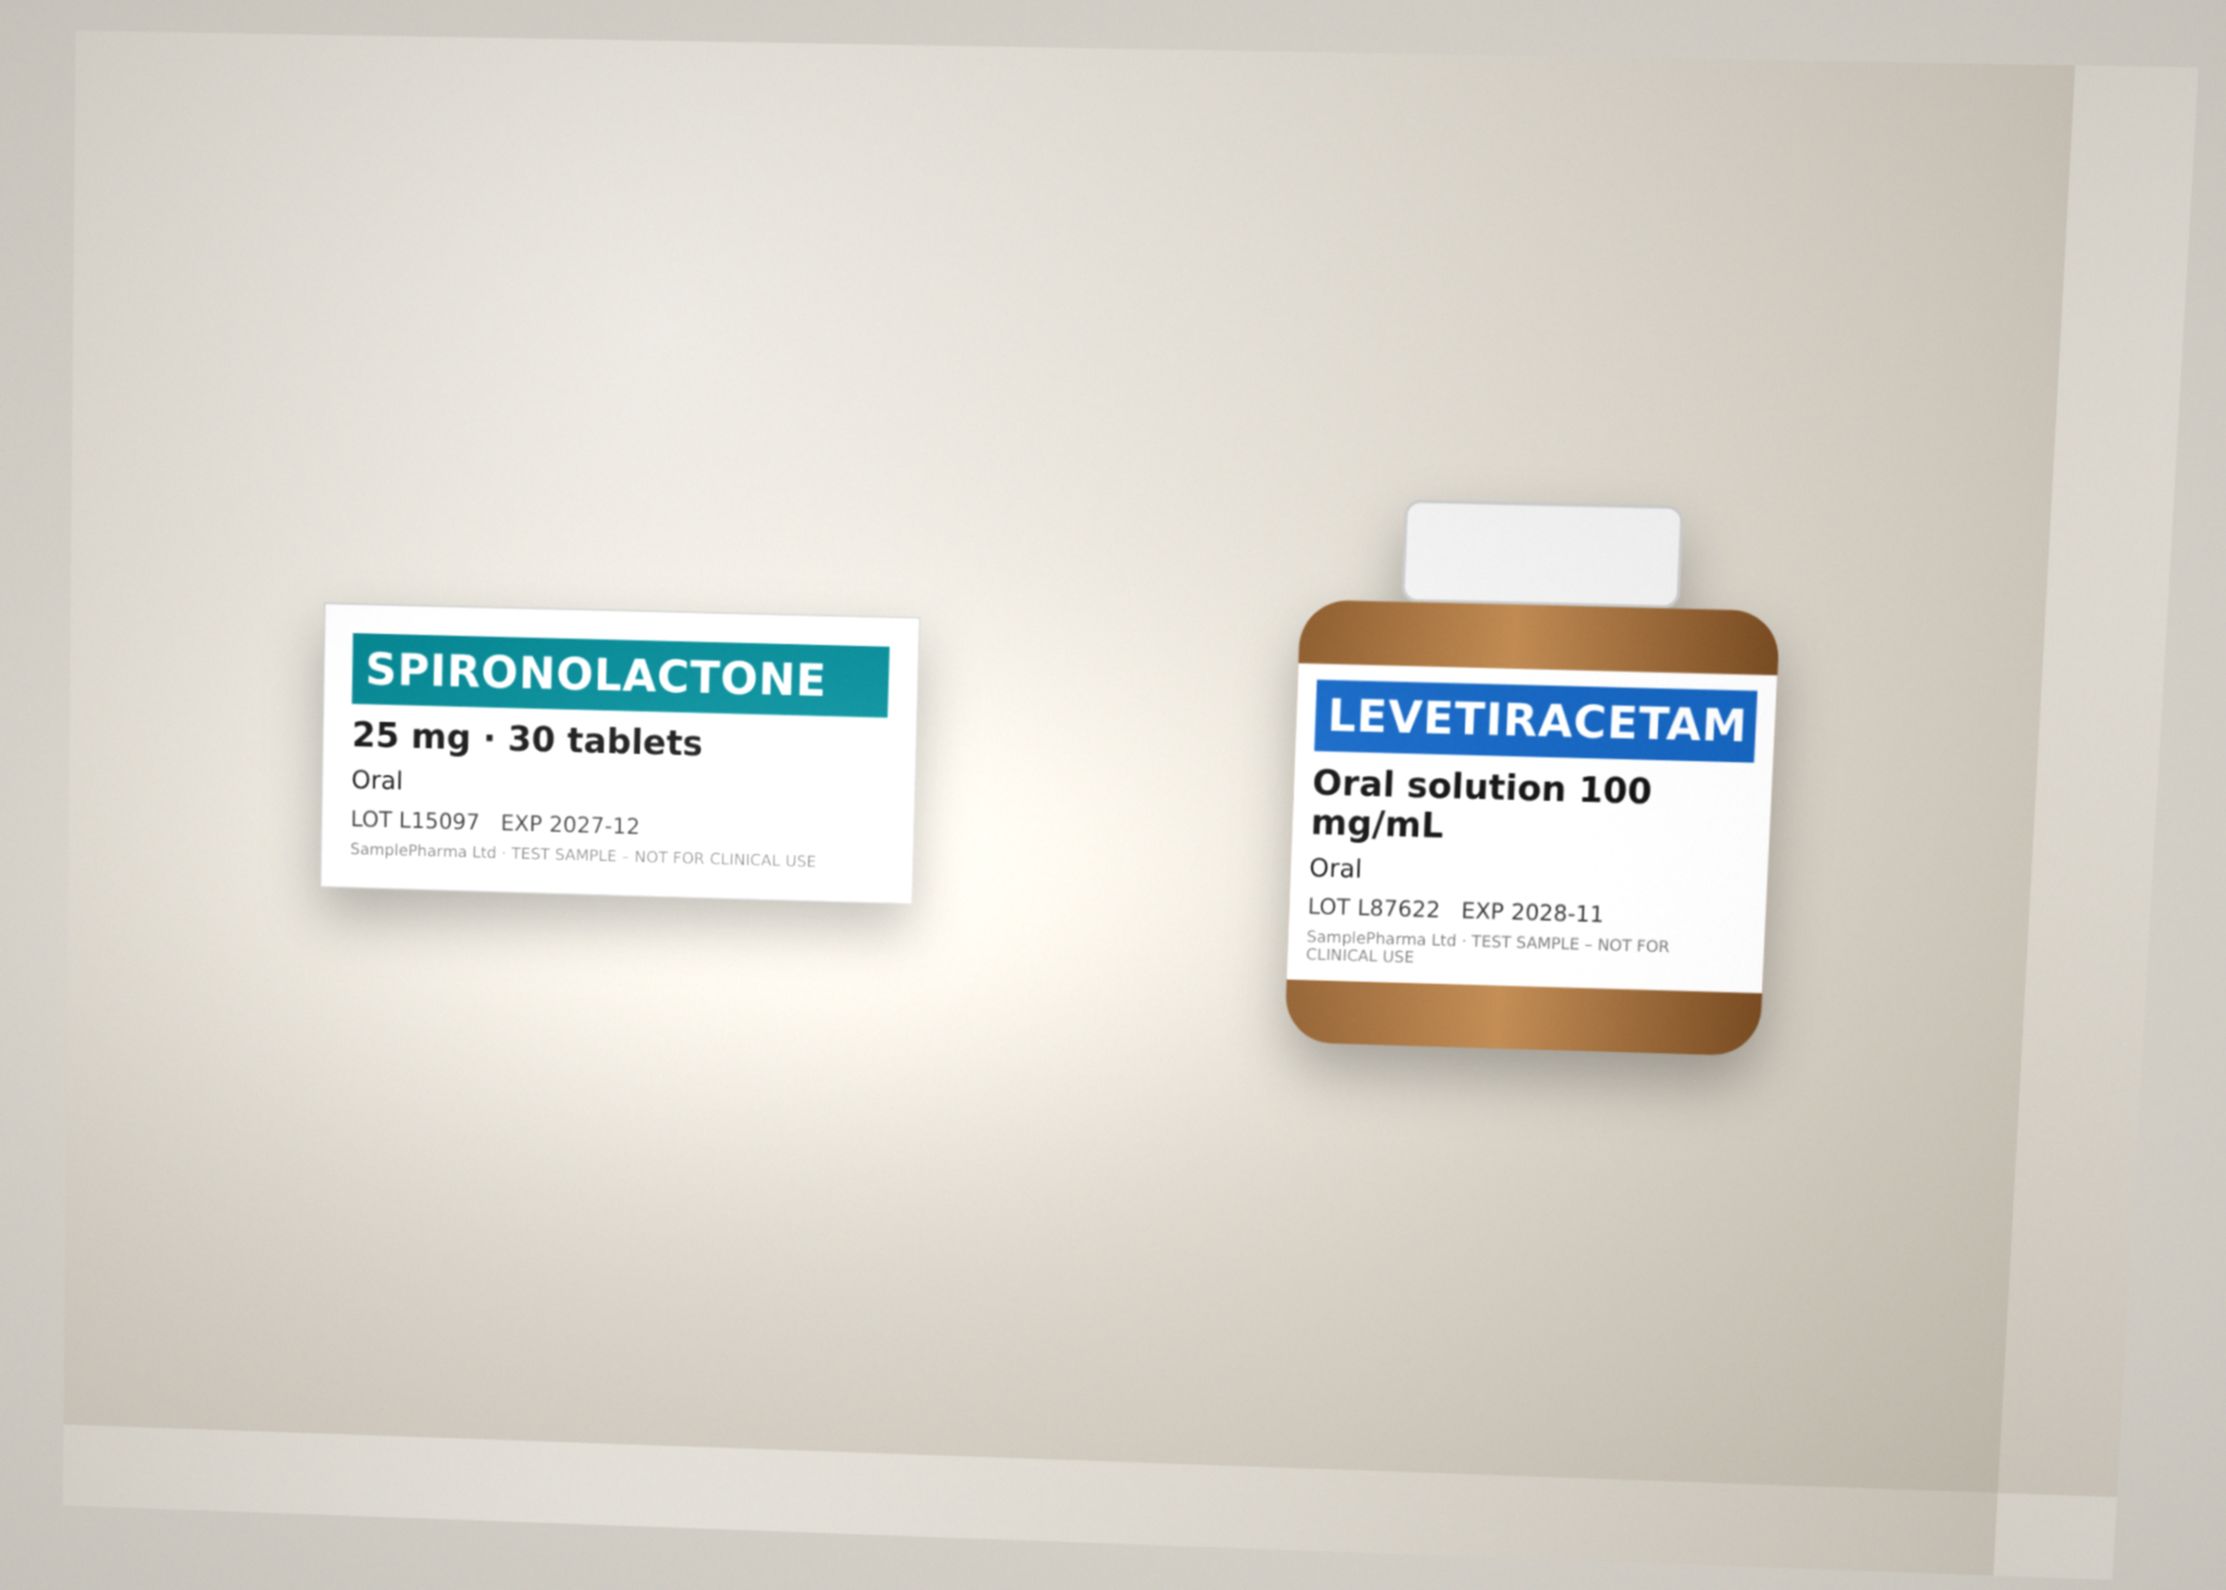 SPIRONOLACTONE
25 mg · 30 tablets
Oral
LOT L15097 EXP 2027-12
SamplePharma Ltd · TEST SAMPLE – NOT FOR CLINICAL USE
LEVETIRACETAM
Oral solution 100
mg/mL
Oral
LOT L87622 EXP 2028-11
SamplePharma Ltd · TEST SAMPLE – NOT FOR
CLINICAL USE